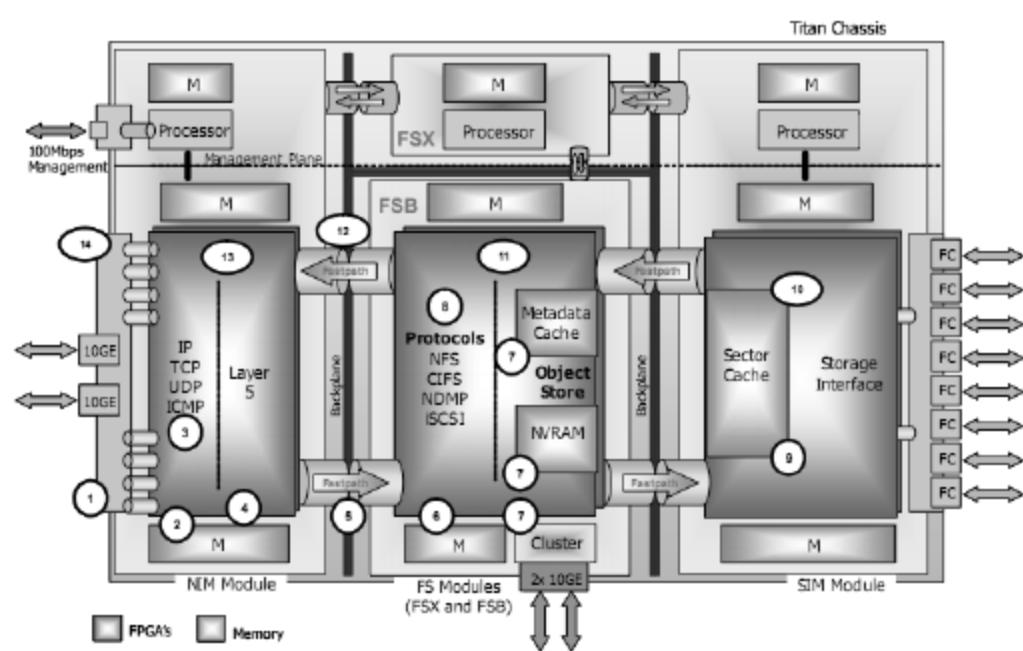 Titan Chassis
M
M
M
Processor
FSX
Processor
Processor
100Mbps
Management
Management Plane
M
FSB
M
M
14
13
12
11
10
Fastpath
Fastpath
FC
FC
FC
FC
FC
FC
FC
FC
10GE
10GE
IP
TCP
UDP
ICMP
3
Layer
5
Backplane
8
Protocols
NFS
CIFS
NDMP
iSCSI
Metadata
Cache
7
Object
Store
NVRAM
7
Backplane
Sector
Cache
Storage
Interface
9
1
2
4
Fastpath
5
6
7
Fastpath
M
M
Cluster
M
2x 10GE
NIM Module
FS Modules
(FSX and FSB)
SIM Module
FPGA's
Memory